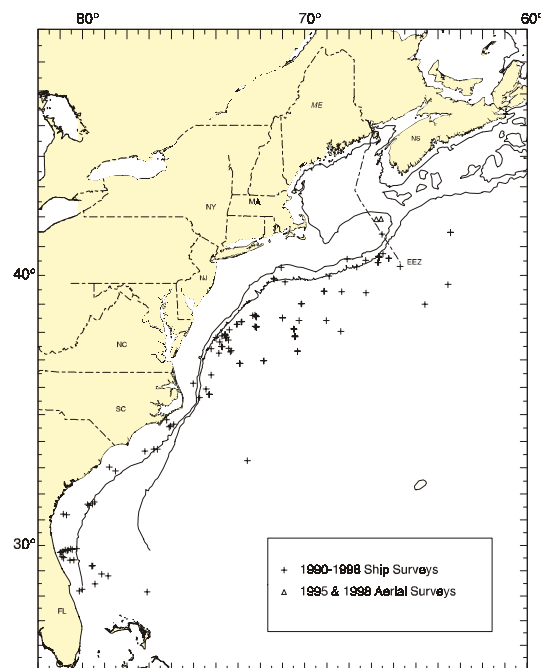 80° 70° 60°
ME
NS
NY MA
EEZ
40°
NJ
NC
SC
1990-1998 Ship Surveys
30°
1995 & 1998 Aerial Surveys
FL